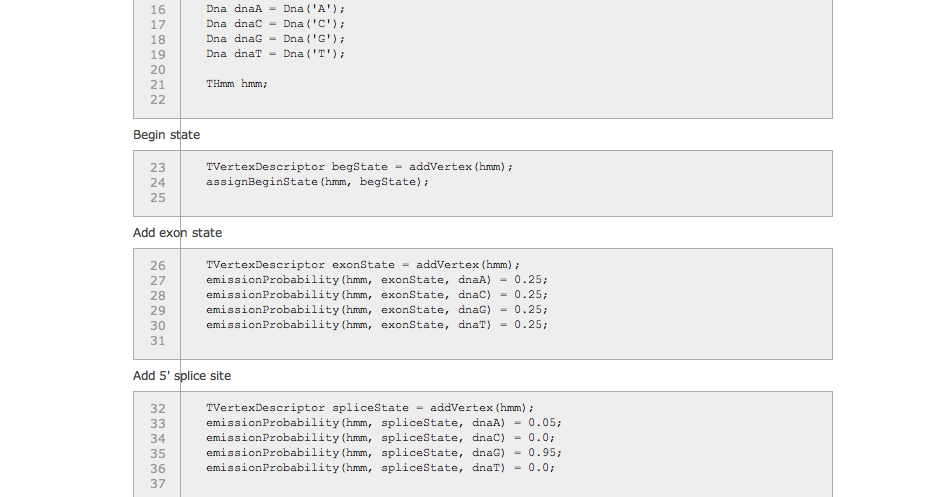 16 Dna dnaA = Dna('A');
17 Dna dnaC = Dna('C');
18 Dna dnaG = Dna('G');
19 Dna dnaT = Dna('T');
20
21 THmm hmm;
22
Begin state
23 TVertexDescriptor begState = addVertex(hmm);
24 assignBeginState(hmm, begState);
25
Add exon state
26 TVertexDescriptor exonState = addVertex(hmm);
27 emissionProbability(hmm, exonState, dnaA) = 0.25;
28 emissionProbability(hmm, exonState, dnaC) = 0.25;
29 emissionProbability(hmm, exonState, dnaG) = 0.25;
30 emissionProbability(hmm, exonState, dnaT) = 0.25;
31
Add 5' splice site
32 TVertexDescriptor spliceState = addVertex(hmm);
33 emissionProbability(hmm, spliceState, dnaA) = 0.05;
34 emissionProbability(hmm, spliceState, dnaC) = 0.0;
35 emissionProbability(hmm, spliceState, dnaG) = 0.95;
36 emissionProbability(hmm, spliceState, dnaT) = 0.0;
37